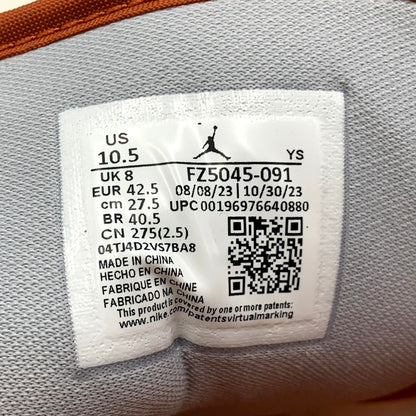 US
10.5 YS
UK 8 FZ5045-091
EUR 42.5 08/08/23 | 10/30/23
cm 27.5 UPC 00196976640880
BR 40.5
CN 275(2.5)
04TJ4D2VS7BA8
MADE IN CHINA
HECHO EN CHINA
FABRIQUE EN CHINE
FABRICADO NA CHINA
This product is covered by one or more patents:
www.nike.com/patentsvirtualmarking